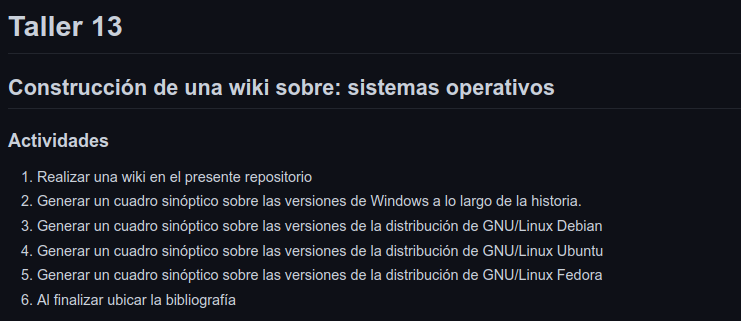 Taller 13
Construcción de una wiki sobre: sistemas operativos
Actividades
1. Realizar una wiki en el presente repositorio
2. Generar un cuadro sinóptico sobre las versiones de Windows a lo largo de la historia.
3. Generar un cuadro sinóptico sobre las versiones de la distribución de GNU/Linux Debian
4. Generar un cuadro sinóptico sobre las versiones de la distribución de GNU/Linux Ubuntu
5. Generar un cuadro sinóptico sobre las versiones de la distribución de GNU/Linux Fedora
6. Al finalizar ubicar la bibliografía